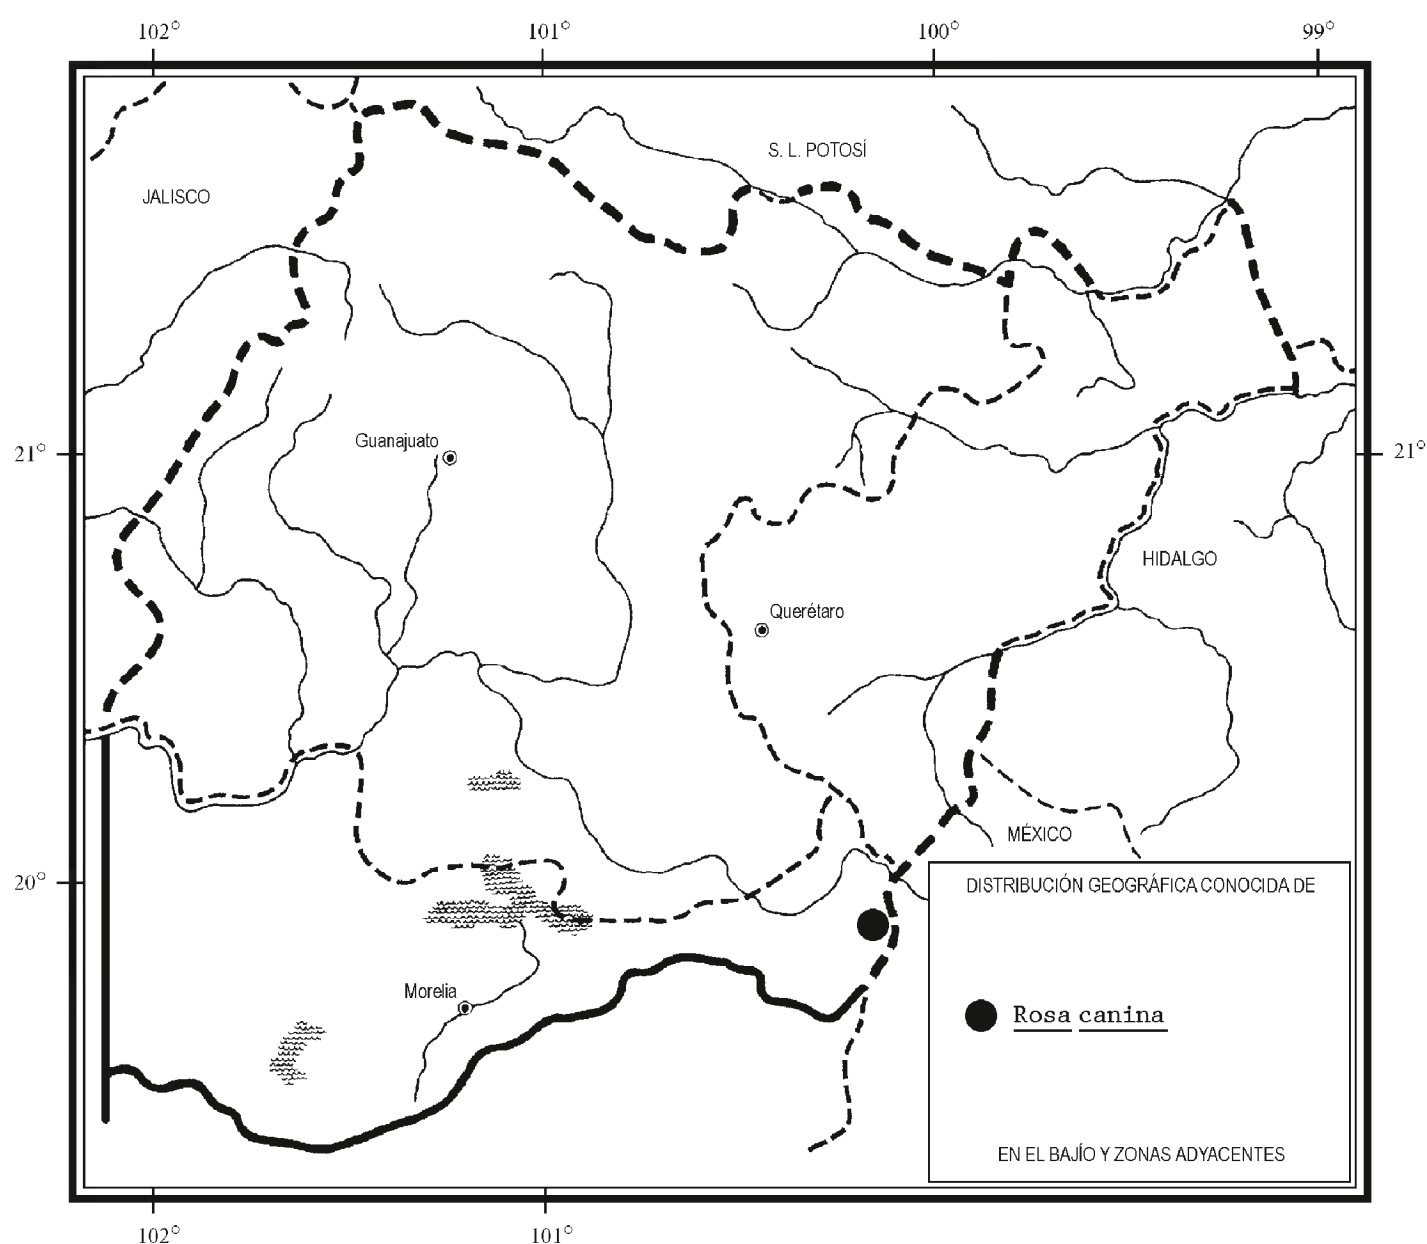 102° 101° 100° 99°
S. L. POTOSÍ
JALISCO
Guanajuato
21° 21°
HIDALGO
Querétaro
MÉXICO
20°
DISTRIBUCIÓN GEOGRÁFICA CONOCIDA DE
Morelia
Rosa canina
EN EL BAJÍO Y ZONAS ADYACENTES
102° 101°